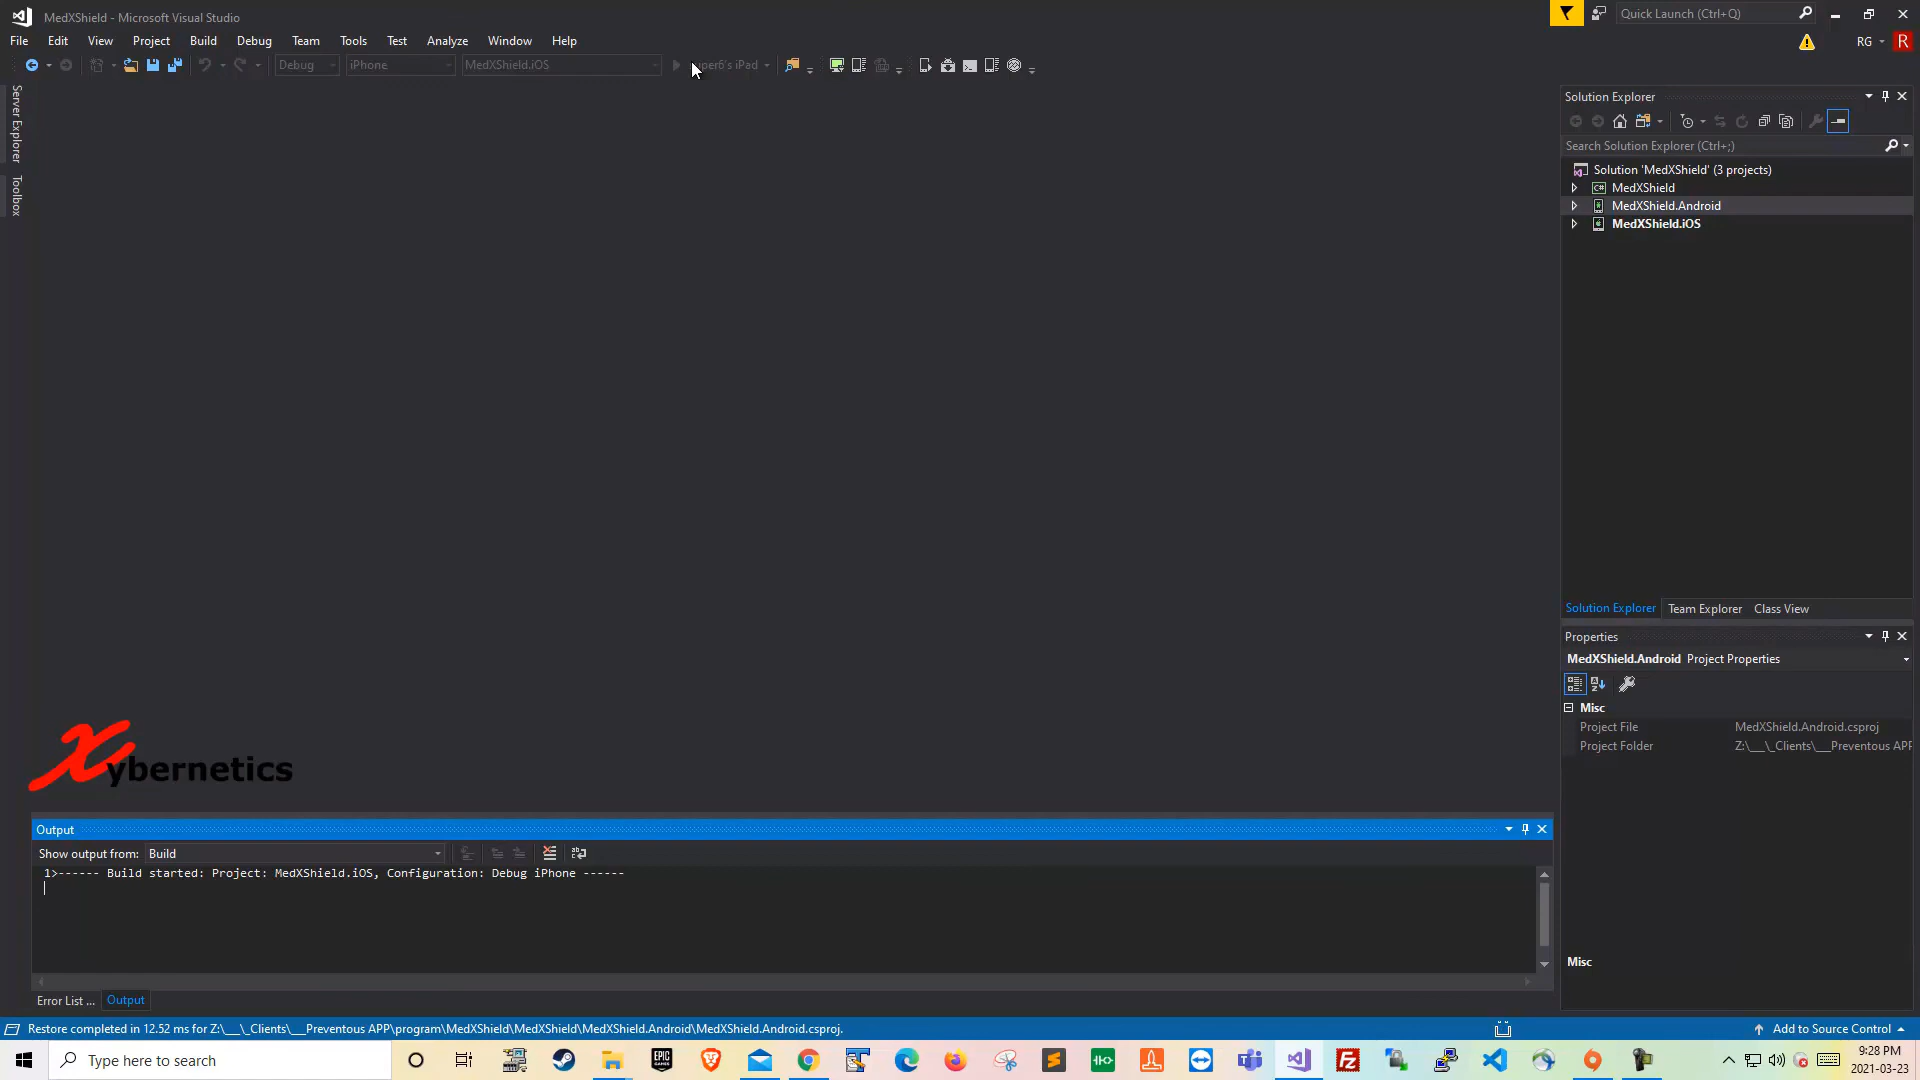 MedXShield - Microsoft Visual Studio
Quick Launch (Ctrl+Q)
File Edit View Project Build Debug Team Tools Test Analyze Window Help
RG R
Debug iPhone MedXShield.iOS iPad
Server Explorer
Toolbox
Solution Explorer
Search Solution Explorer (Ctrl+;)
Solution 'MedXShield' (3 projects)
C# MedXShield
MedXShield.Android
MedXShield.iOS
Solution Explorer Team Explorer Class View
Properties
MedXShield.Android Project Properties
Misc
Project File MedXShield.Android.csproj
Project Folder Z:\___\_Clients\___Preventous APP
Misc
Xybernetics
Output
Show output from: Build
1>------ Build started: Project: MedXShield.iOS, Configuration: Debug iPhone ------
Error List ... Output
Restore completed in 12.52 ms for Z:\___\_Clients\___Preventous APP\program\MedXShield\MedXShield\MedXShield.Android\MedXShield.Android.csproj.
Add to Source Control
Type here to search
EPIC GAMES
9:28 PM
2021-03-23